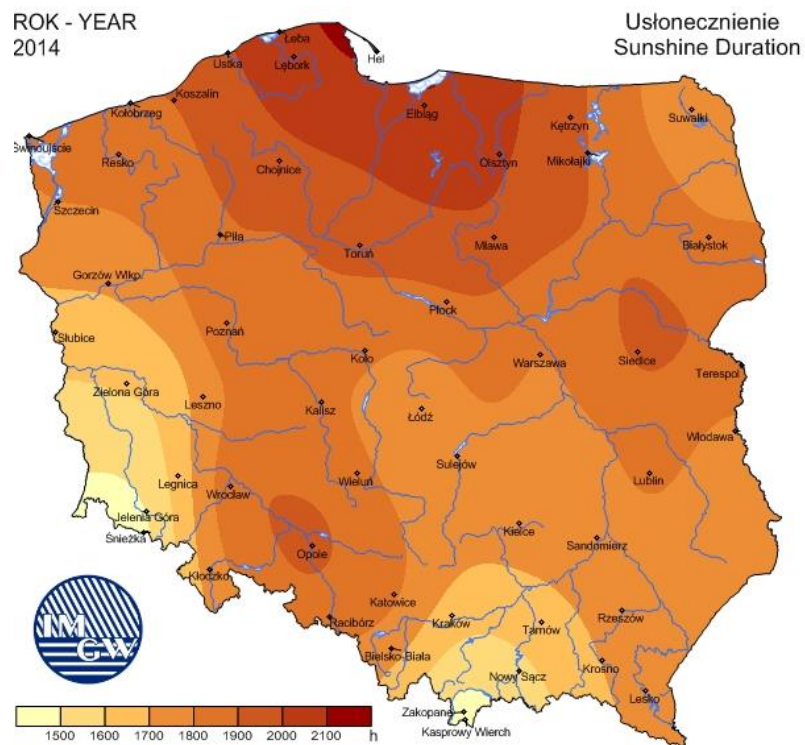 ROK - YEAR
2014
Usłonecznienie
Sunshine Duration
Łeba
Hel
Ustka
Lębork
Koszalin
Kołobrzeg
Elbląg
Kętrzyn
Suwałki
Świnoujście
Resko
Chojnice
Olsztyn
Mikołajki
Szczecin
Piła
Toruń
Mława
Białystok
Gorzów Wlkp.
Płock
Słubice
Poznań
Koło
Warszawa
Siedlce
Terespol
Zielona Góra
Leszno
Kalisz
Łódź
Włodawa
Sulejów
Legnica
Wrocław
Wieluń
Lublin
Jelenia Góra
Śnieżka
Opole
Kielce
Sandomierz
Kłodzko
Katowice
Racibórz
Kraków
Tarnów
Rzeszów
Bielsko-Biała
Nowy Sącz
Krosno
Lesko
Zakopane
Kasprowy Wierch
IM
GW
1500 1600 1700 1800 1900 2000 2100 h